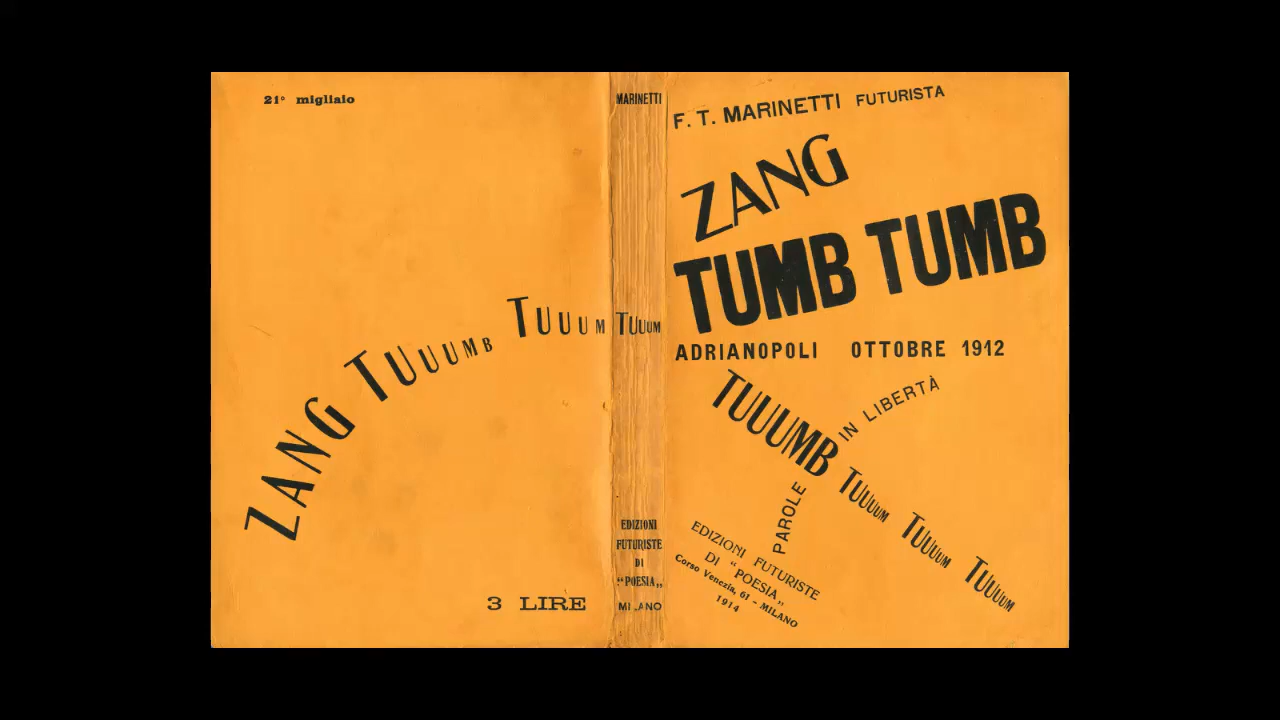 21° migliaio
ZANG TUUUMB TUUUM TUUUM
3 LIRE
MARINETTI
EDIZIONI
FUTURISTE
DI
“POESIA„
MILANO
F. T. MARINETTI FUTURISTA
ZANG
TUMB TUMB
ADRIANOPOLI OTTOBRE 1912
TUUUMB TUUUUM TUUUUM TUUUUM
PAROLE IN LIBERTÀ
EDIZIONI FUTURISTE
DI “POESIA„
Corso Venezia, 61 - MILANO
1914